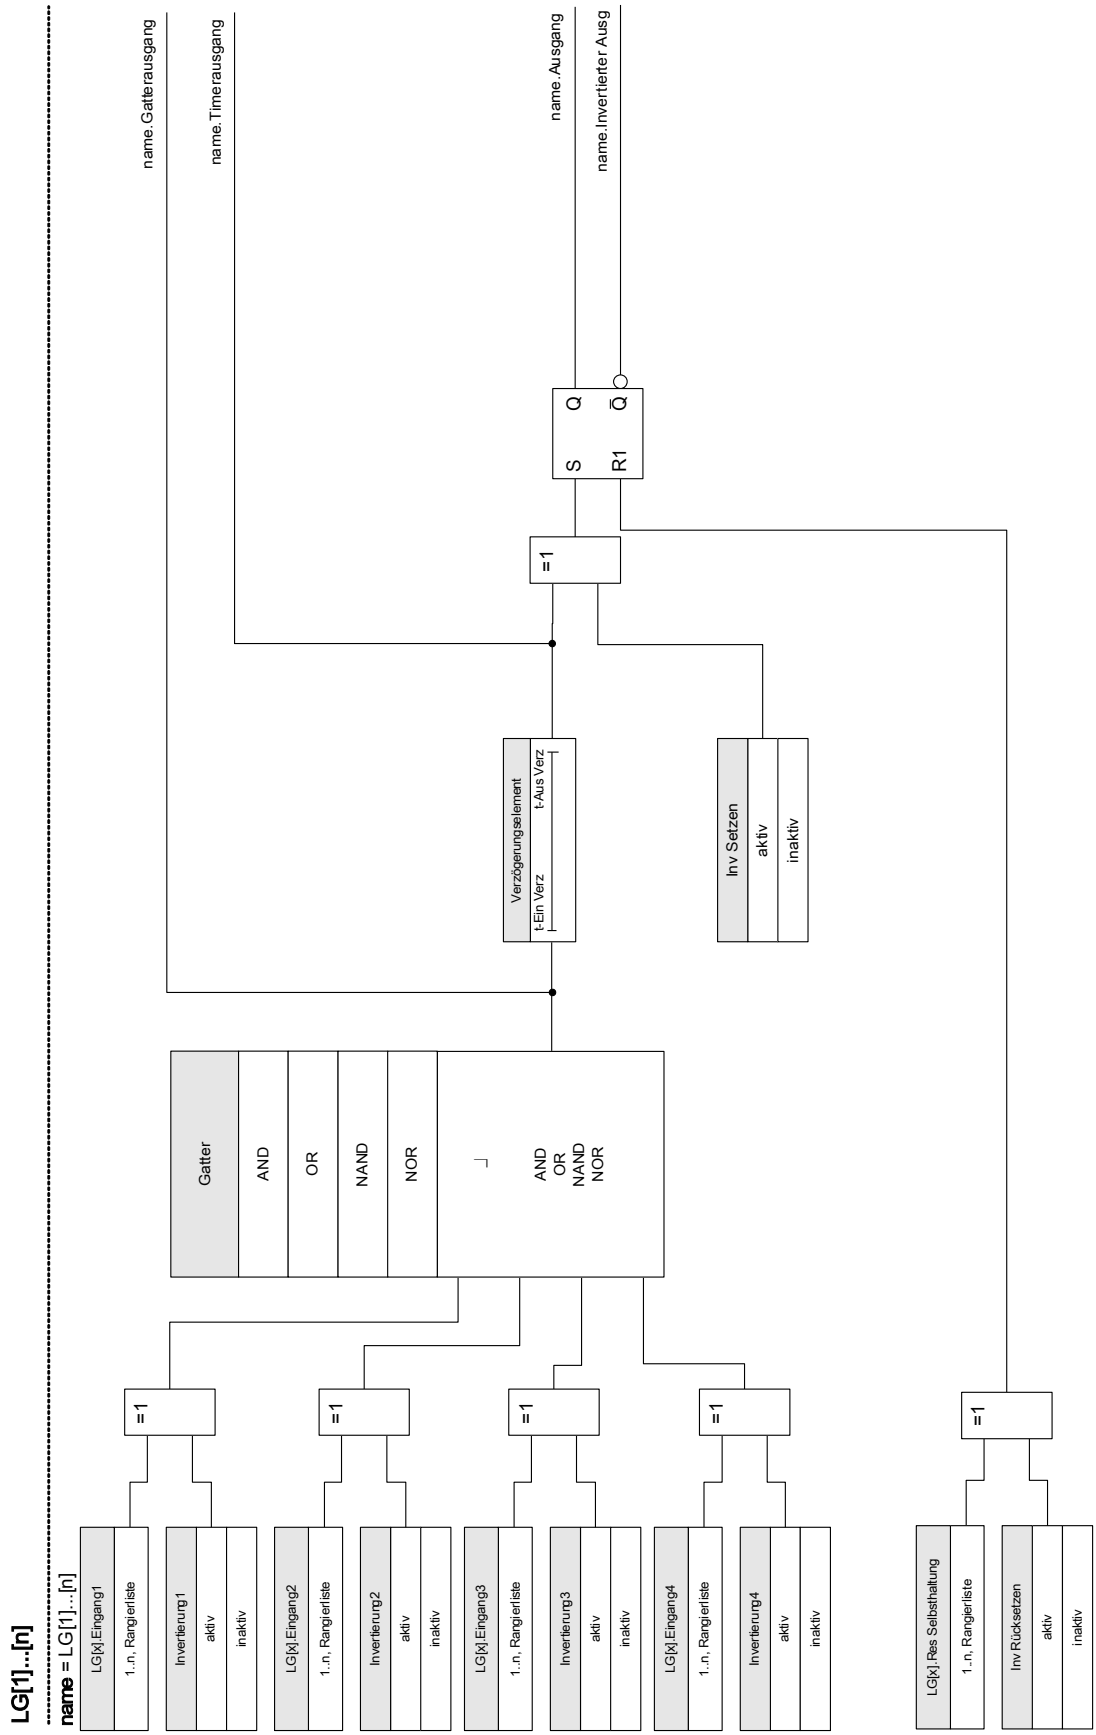 LG[1]...[n]
name = LG[1]...[n]
LG[x].Eingang1
1..n, Rangierliste
Invertierung1
aktiv
inaktiv
LG[x].Eingang2
1..n, Rangierliste
Invertierung2
aktiv
inaktiv
LG[x].Eingang3
1..n, Rangierliste
Invertierung3
aktiv
inaktiv
LG[x].Eingang4
1..n, Rangierliste
Invertierung4
aktiv
inaktiv
LG[x].Res Selbsthaltung
1..n, Rangierliste
Inv Rücksetzen
aktiv
inaktiv
=1
=1
=1
=1
=1
Gatter
AND
OR
NAND
NOR
AND
OR
NAND
NOR
Verzögerungselement
t-Ein Verz
t-Aus Verz
Inv Setzen
aktiv
inaktiv
=1
S
Q
R1
Q̅
name.Gatterausgang
name.Timerausgang
name.Ausgang
name.Invertierter Ausg